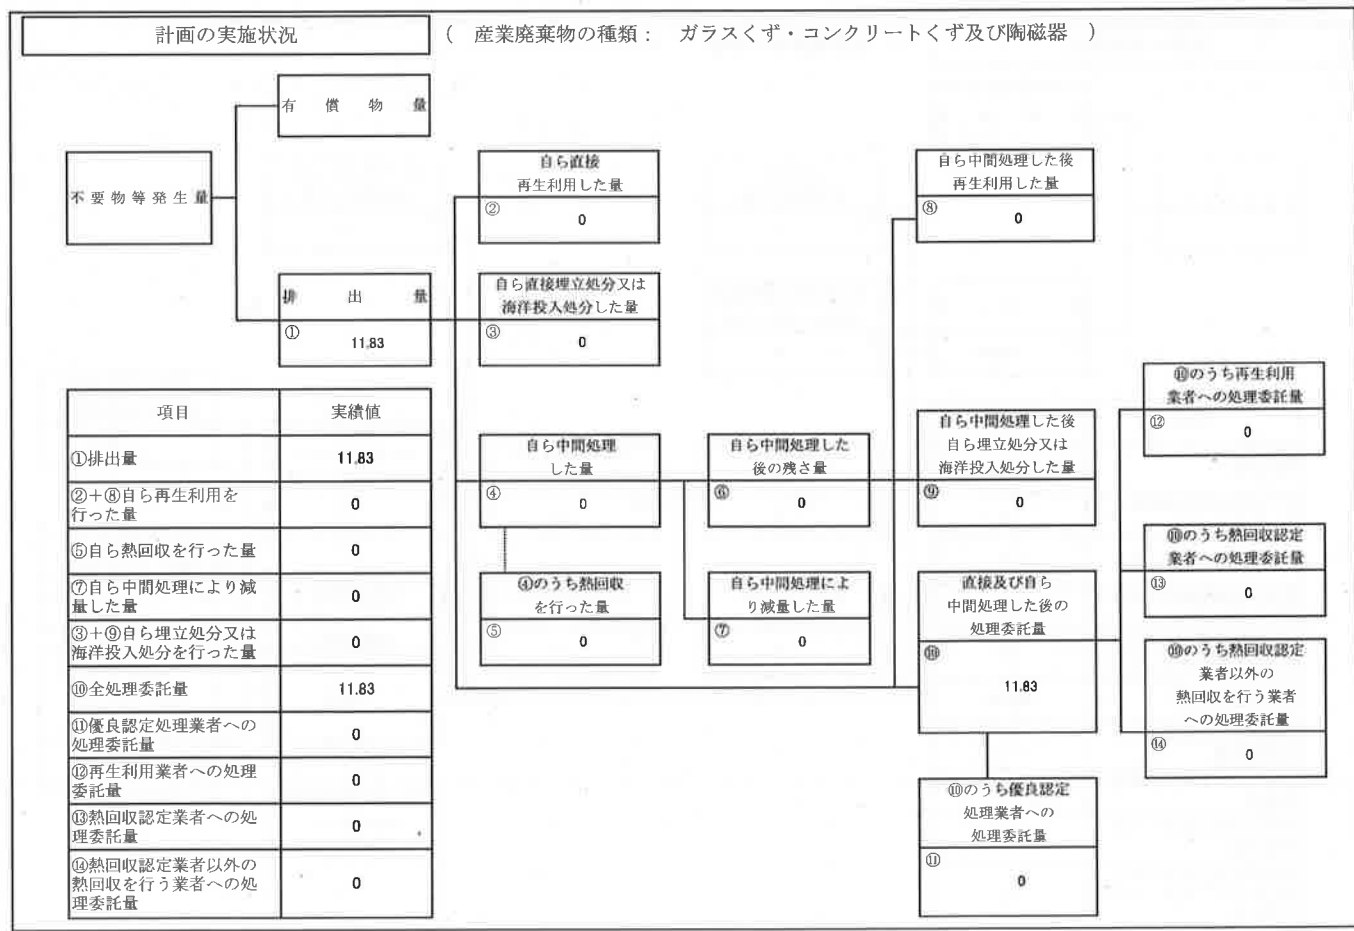 計画の実施状況
（　産業廃棄物の種類：　ガラスくず・コンクリートくず及び陶磁器　）
有償物量
不要物等発生量
排出量
① 11.83
自ら直接
再生利用した量
② 0
自ら直接埋立処分又は
海洋投入処分した量
③ 0
自ら中間処理した後
再生利用した量
⑧ 0
自ら中間処理
した量
④ 0
④のうち熱回収
を行った量
⑤ 0
自ら中間処理した
後の残さ量
⑥ 0
自ら中間処理によ
り減量した量
⑦ 0
自ら中間処理した後
自ら埋立処分又は
海洋投入処分した量
⑨ 0
直接及び自ら
中間処理した後の
処理委託量
⑩ 11.83
⑩のうち優良認定
処理業者への
処理委託量
⑪ 0
⑩のうち再生利用
業者への処理委託量
⑫ 0
⑩のうち熱回収認定
業者への処理委託量
⑬ 0
⑩のうち熱回収認定
業者以外の
熱回収を行う業者
への処理委託量
⑭ 0
項目 実績値
①排出量 11.83
②＋⑧自ら再生利用を
行った量 0
⑤自ら熱回収を行った量 0
⑦自ら中間処理により減
量した量 0
③＋⑨自ら埋立処分又は
海洋投入処分を行った量 0
⑩全処理委託量 11.83
⑪優良認定処理業者への
処理委託量 0
⑫再生利用業者への処理
委託量 0
⑬熱回収認定業者への処
理委託量 0
⑭熱回収認定業者以外の
熱回収を行う業者への処
理委託量 0